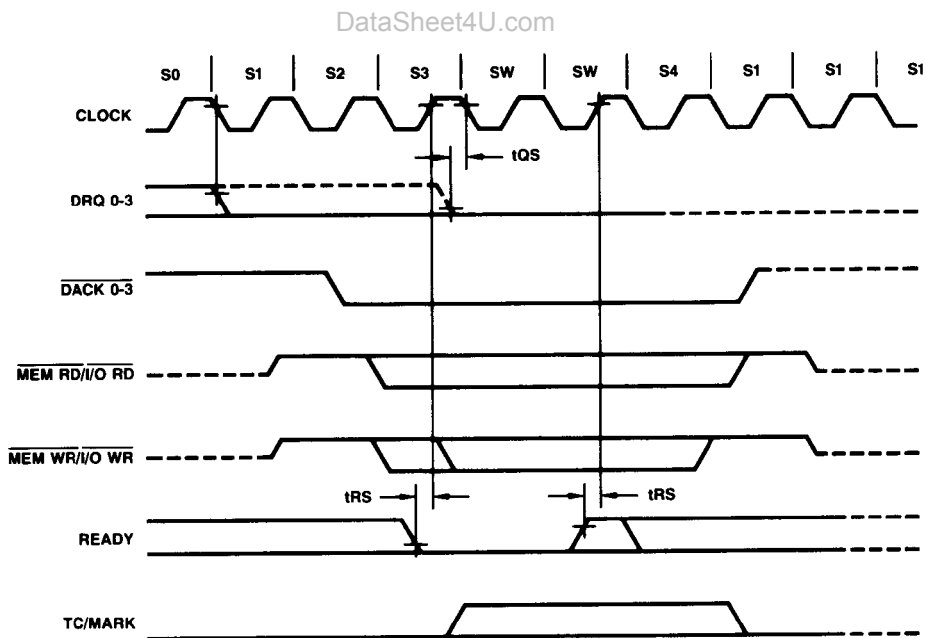 DataSheet4U.com
S0 S1 S2 S3 SW SW S4 S1 S1 S1
CLOCK
tQS
DRQ 0-3
DACK 0-3
MEM RD/I/O RD
MEM WR/I/O WR
tRS tRS
READY
TC/MARK